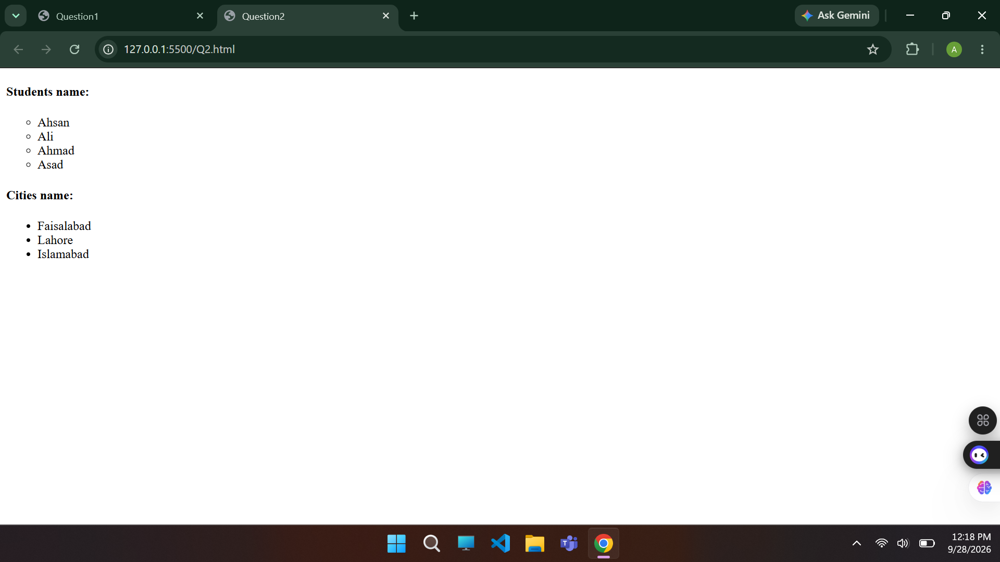 Question1
Question2
Ask Gemini
127.0.0.1:5500/Q2.html
A
Students name:
Ahsan
Ali
Ahmad
Asad
Cities name:
Faisalabad
Lahore
Islamabad
T
12:18 PM
9/28/2026